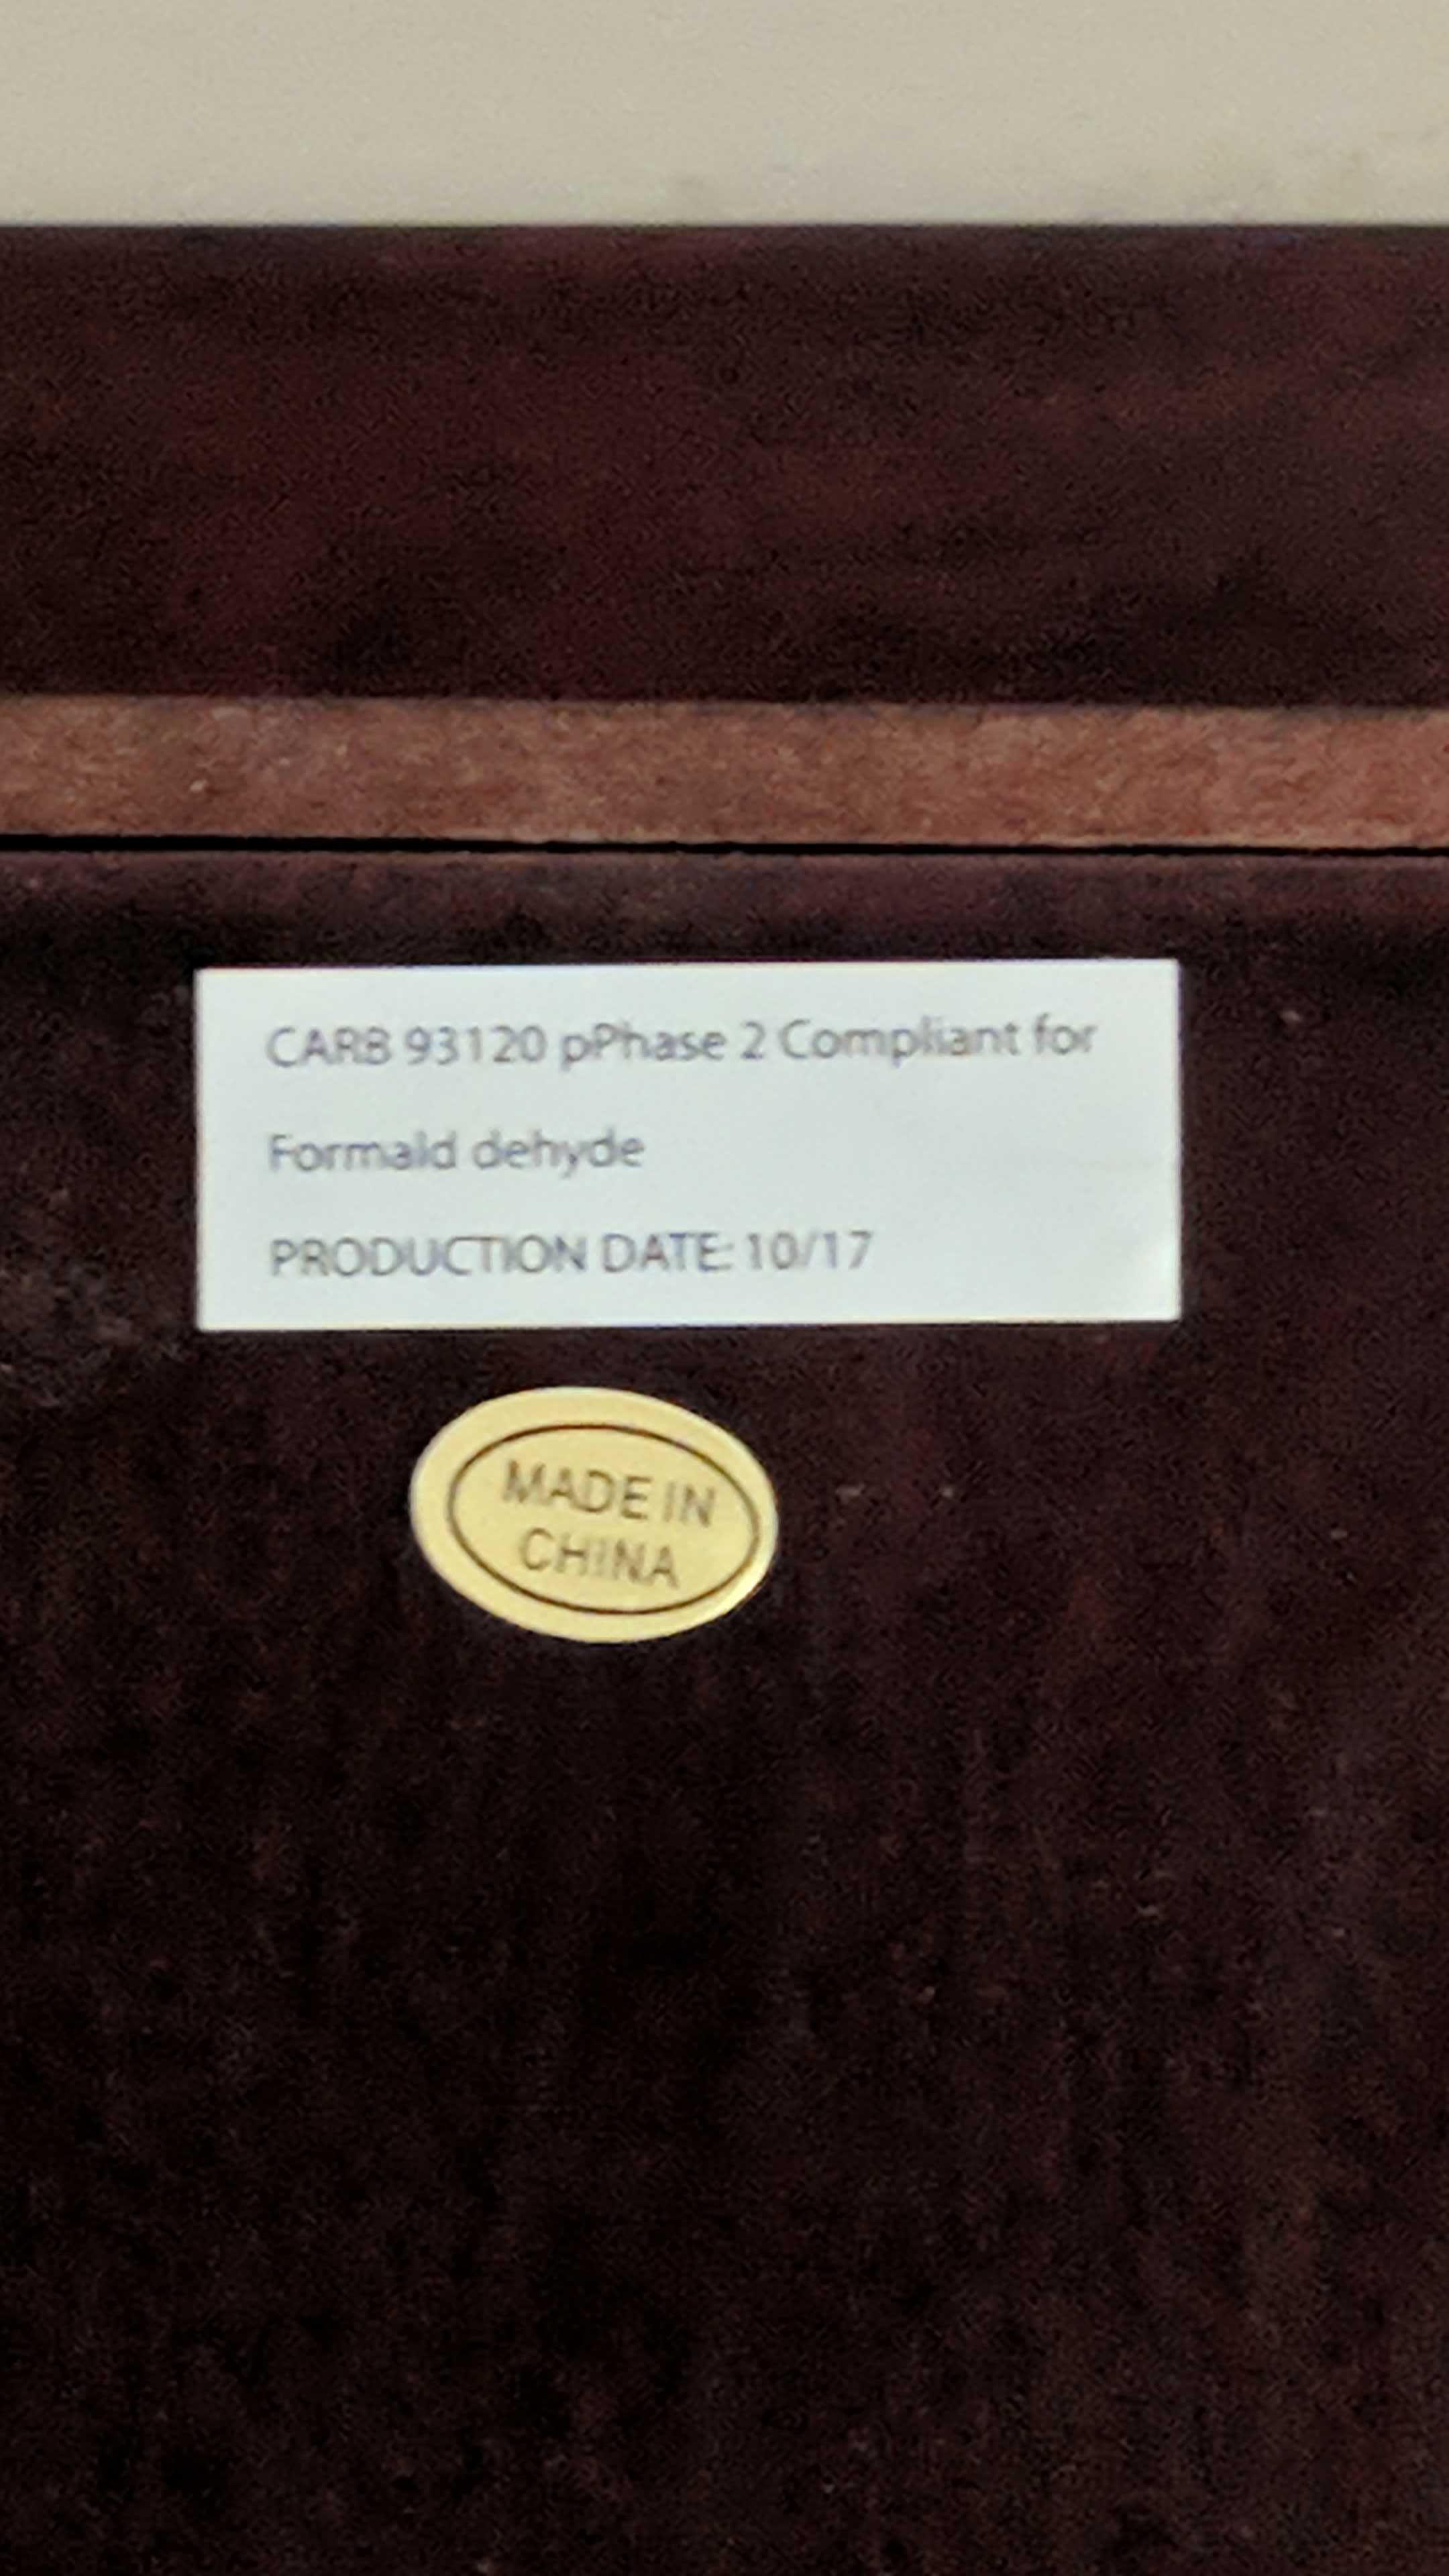 CARB 93120 pPhase 2 Compliant for
Formald dehyde
PRODUCTION DATE: 10/17
MADE IN
CHINA